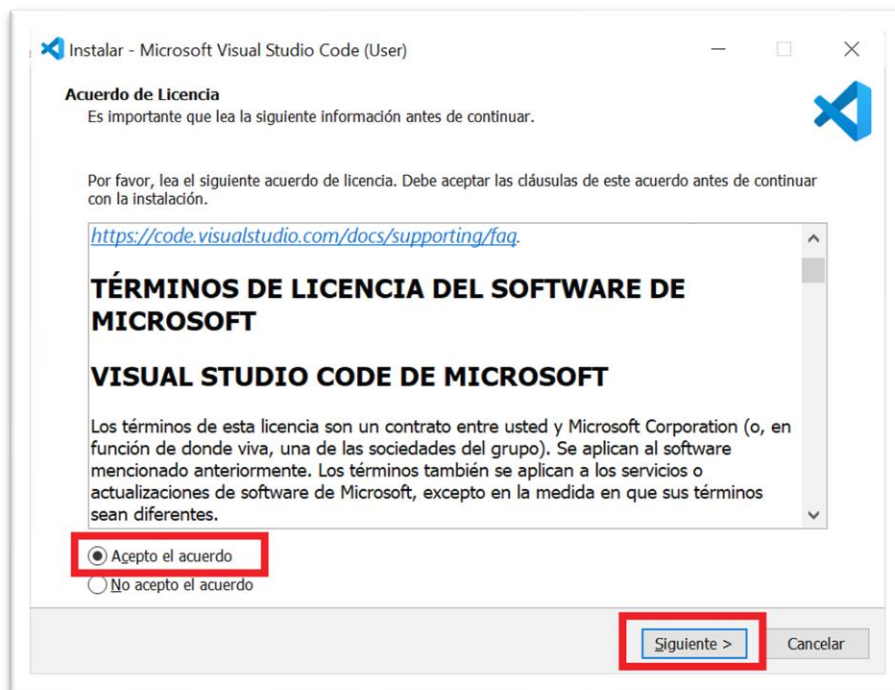 Instalar - Microsoft Visual Studio Code (User)
Acuerdo de Licencia
Es importante que lea la siguiente información antes de continuar.
Por favor, lea el siguiente acuerdo de licencia. Debe aceptar las cláusulas de este acuerdo antes de continuar
con la instalación.
https://code.visualstudio.com/docs/supporting/faq.
TÉRMINOS DE LICENCIA DEL SOFTWARE DE
MICROSOFT
VISUAL STUDIO CODE DE MICROSOFT
Los términos de esta licencia son un contrato entre usted y Microsoft Corporation (o, en
función de donde viva, una de las sociedades del grupo). Se aplican al software
mencionado anteriormente. Los términos también se aplican a los servicios o
actualizaciones de software de Microsoft, excepto en la medida en que sus términos
sean diferentes.
Acepto el acuerdo
No acepto el acuerdo
Siguiente >
Cancelar